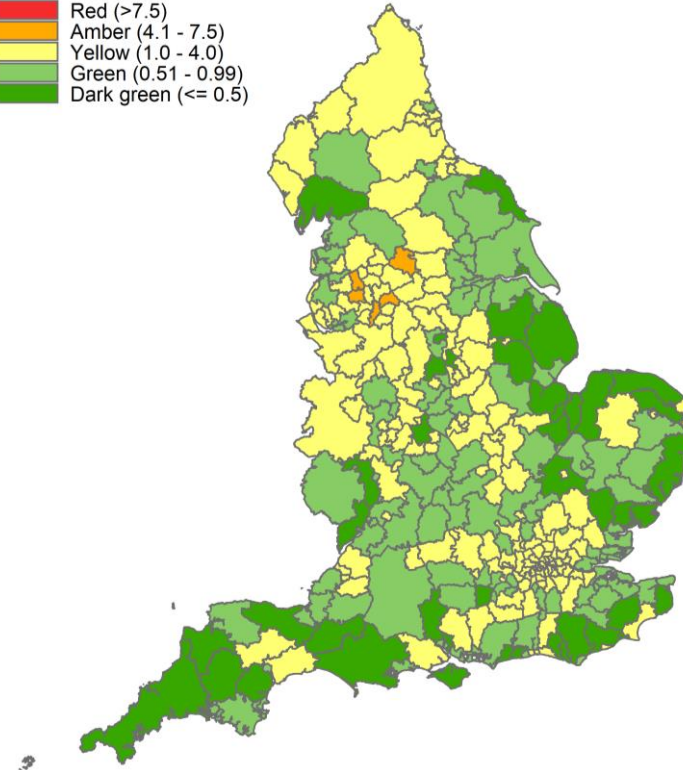 Red (>7.5)
Amber (4.1 - 7.5)
Yellow (1.0 - 4.0)
Green (0.51 - 0.99)
Dark green (<= 0.5)